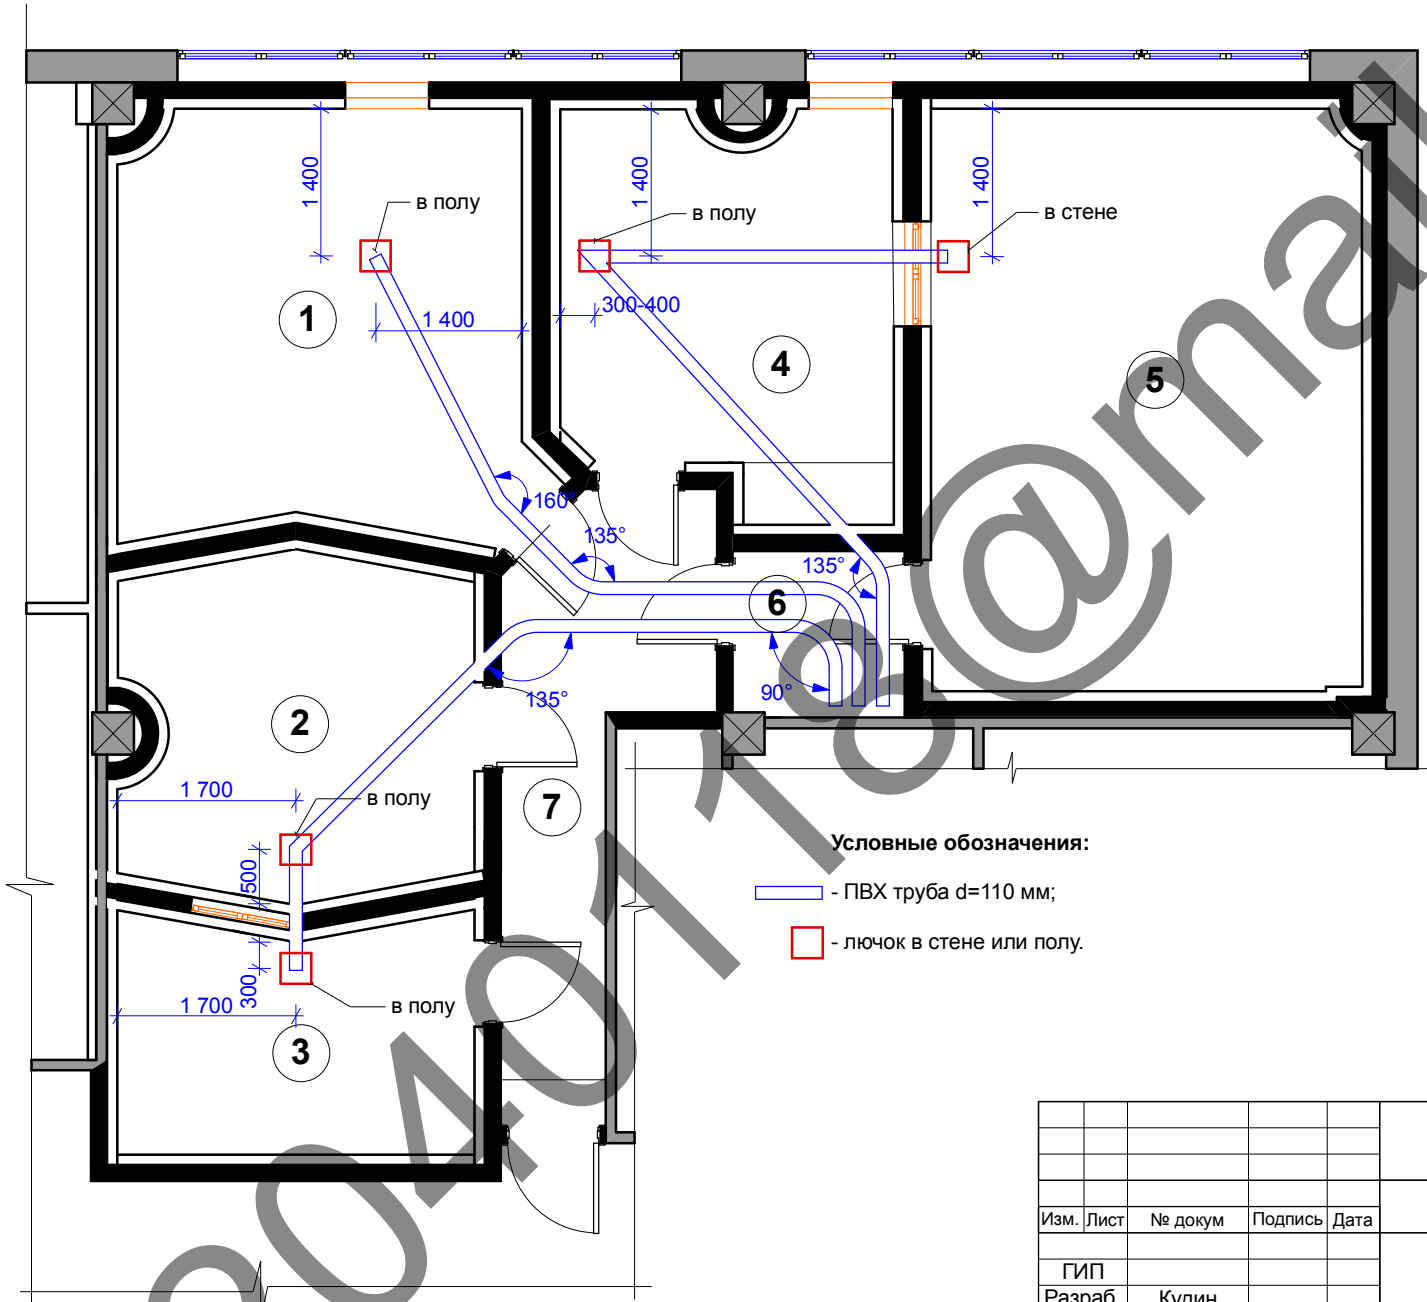 1 400
1 400
1 400
в полу
в полу
в стене
300-400
1
1 400
4
5
160°
135°
135°
6
135°
90°
2
1 700
в полу
7
500
Условные обозначения:
- ПВХ труба d=110 мм;
- лючок в стене или полу.
300
1 700
в полу
3
2040118@mail
Изм. Лист № докум Подпись Дата
ГИП
Разраб. Кулин